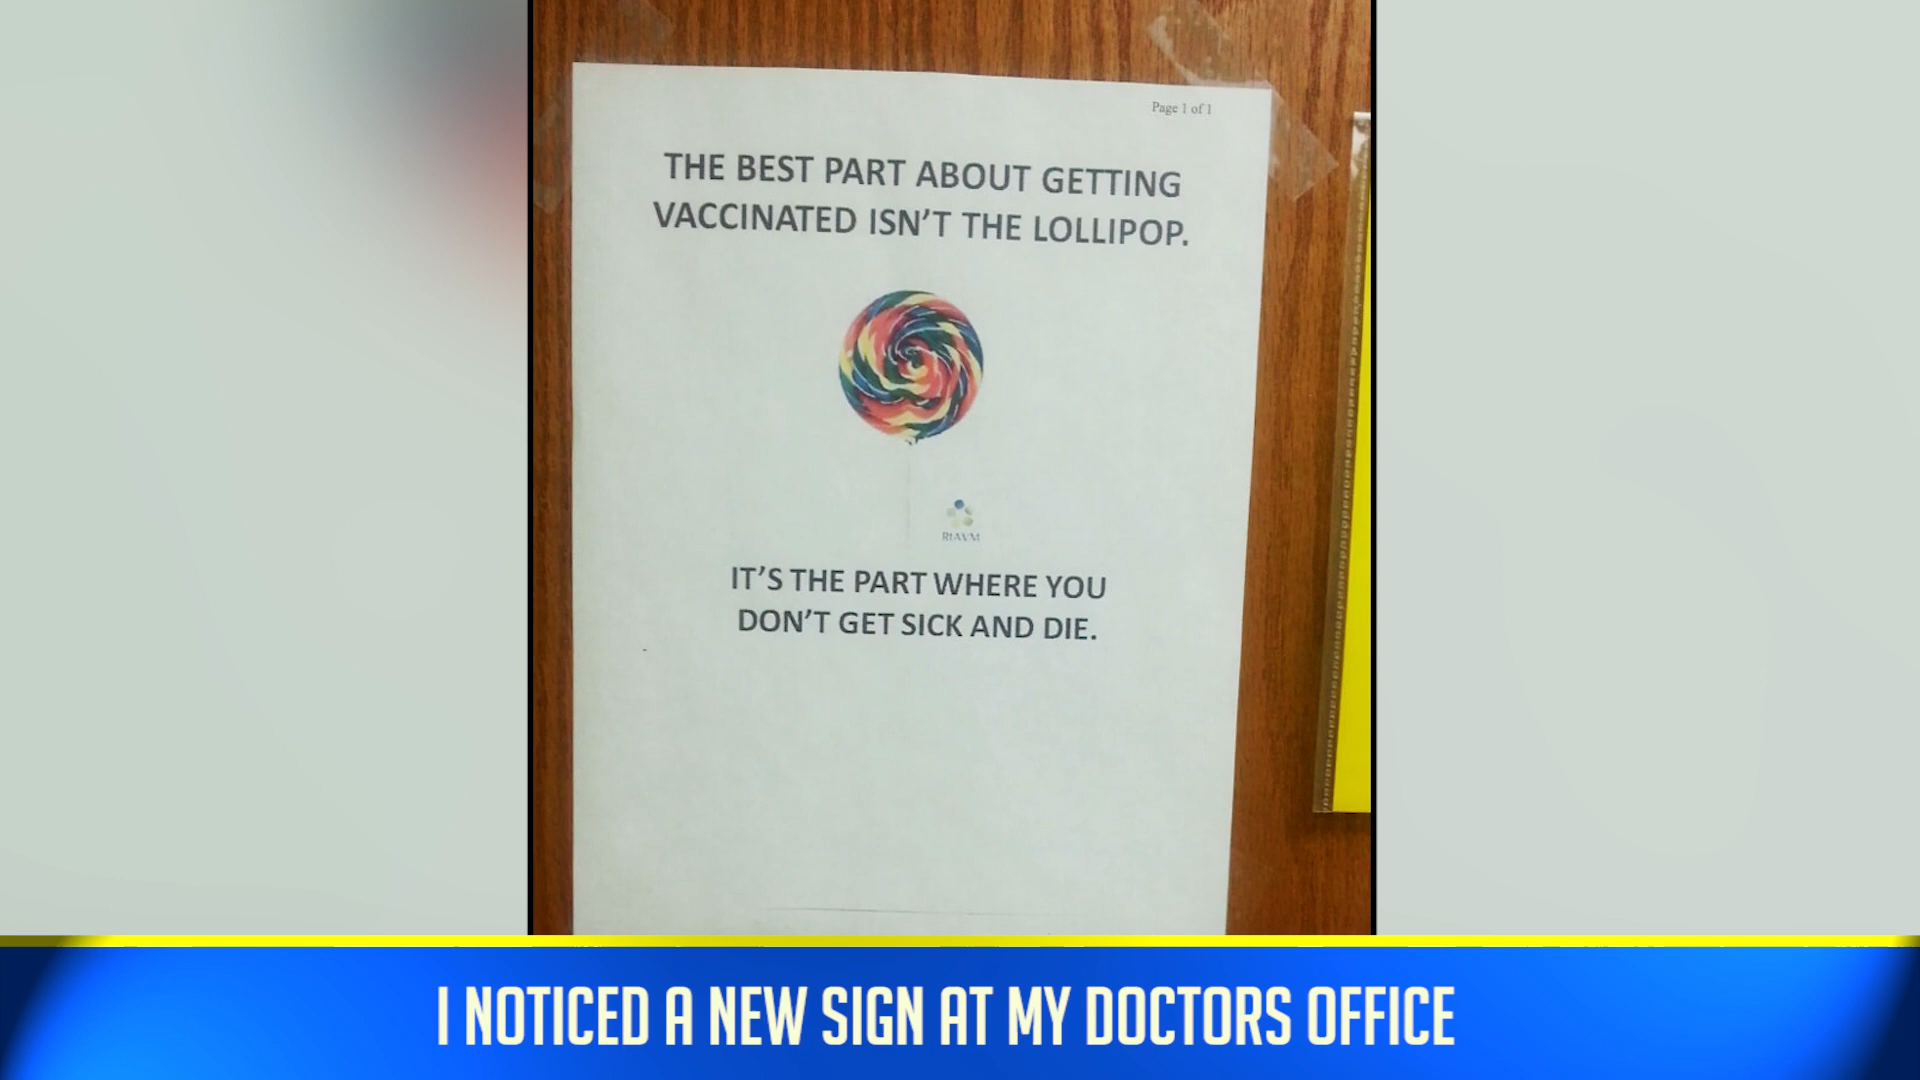 Page 1 of 1
THE BEST PART ABOUT GETTING
VACCINATED ISN'T THE LOLLIPOP.
RtAVM
IT'S THE PART WHERE YOU
DON'T GET SICK AND DIE.
I NOTICED A NEW SIGN AT MY DOCTORS OFFICE